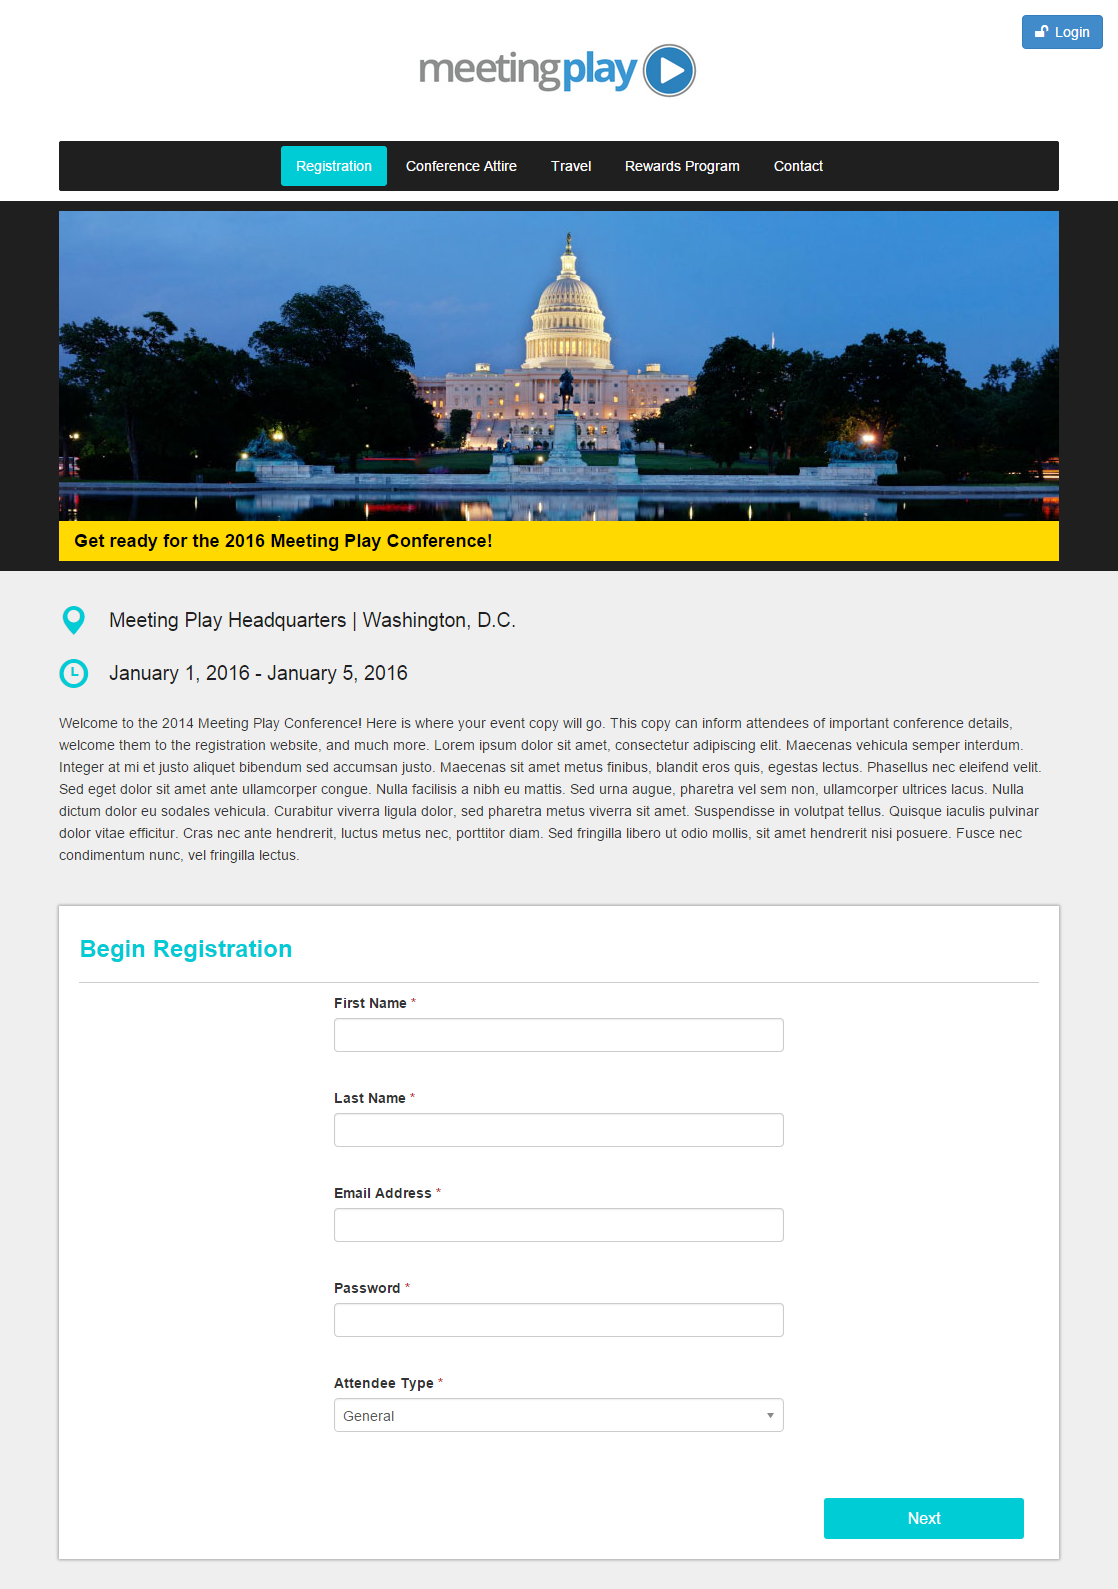 Login
meetingplay
Registration Conference Attire Travel Rewards Program Contact
Get ready for the 2016 Meeting Play Conference!
Meeting Play Headquarters | Washington, D.C.
January 1, 2016 - January 5, 2016
Welcome to the 2014 Meeting Play Conference! Here is where your event copy will go. This copy can inform attendees of important conference details,
welcome them to the registration website, and much more. Lorem ipsum dolor sit amet, consectetur adipiscing elit. Maecenas vehicula semper interdum.
Integer at mi et justo aliquet bibendum sed accumsan justo. Maecenas sit amet metus finibus, blandit eros quis, egestas lectus. Phasellus nec eleifend velit.
Sed eget dolor sit amet ante ullamcorper congue. Nulla facilisis a nibh eu mattis. Sed urna augue, pharetra vel sem non, ullamcorper ultrices lacus. Nulla
dictum dolor eu sodales vehicula. Curabitur viverra ligula dolor, sed pharetra metus viverra sit amet. Suspendisse in volutpat tellus. Quisque iaculis pulvinar
dolor vitae efficitur. Cras nec ante hendrerit, luctus metus nec, porttitor diam. Sed fringilla libero ut odio mollis, sit amet hendrerit nisi posuere. Fusce nec
condimentum nunc, vel fringilla lectus.
Begin Registration
First Name *
Last Name *
Email Address *
Password *
Attendee Type *
General
Next